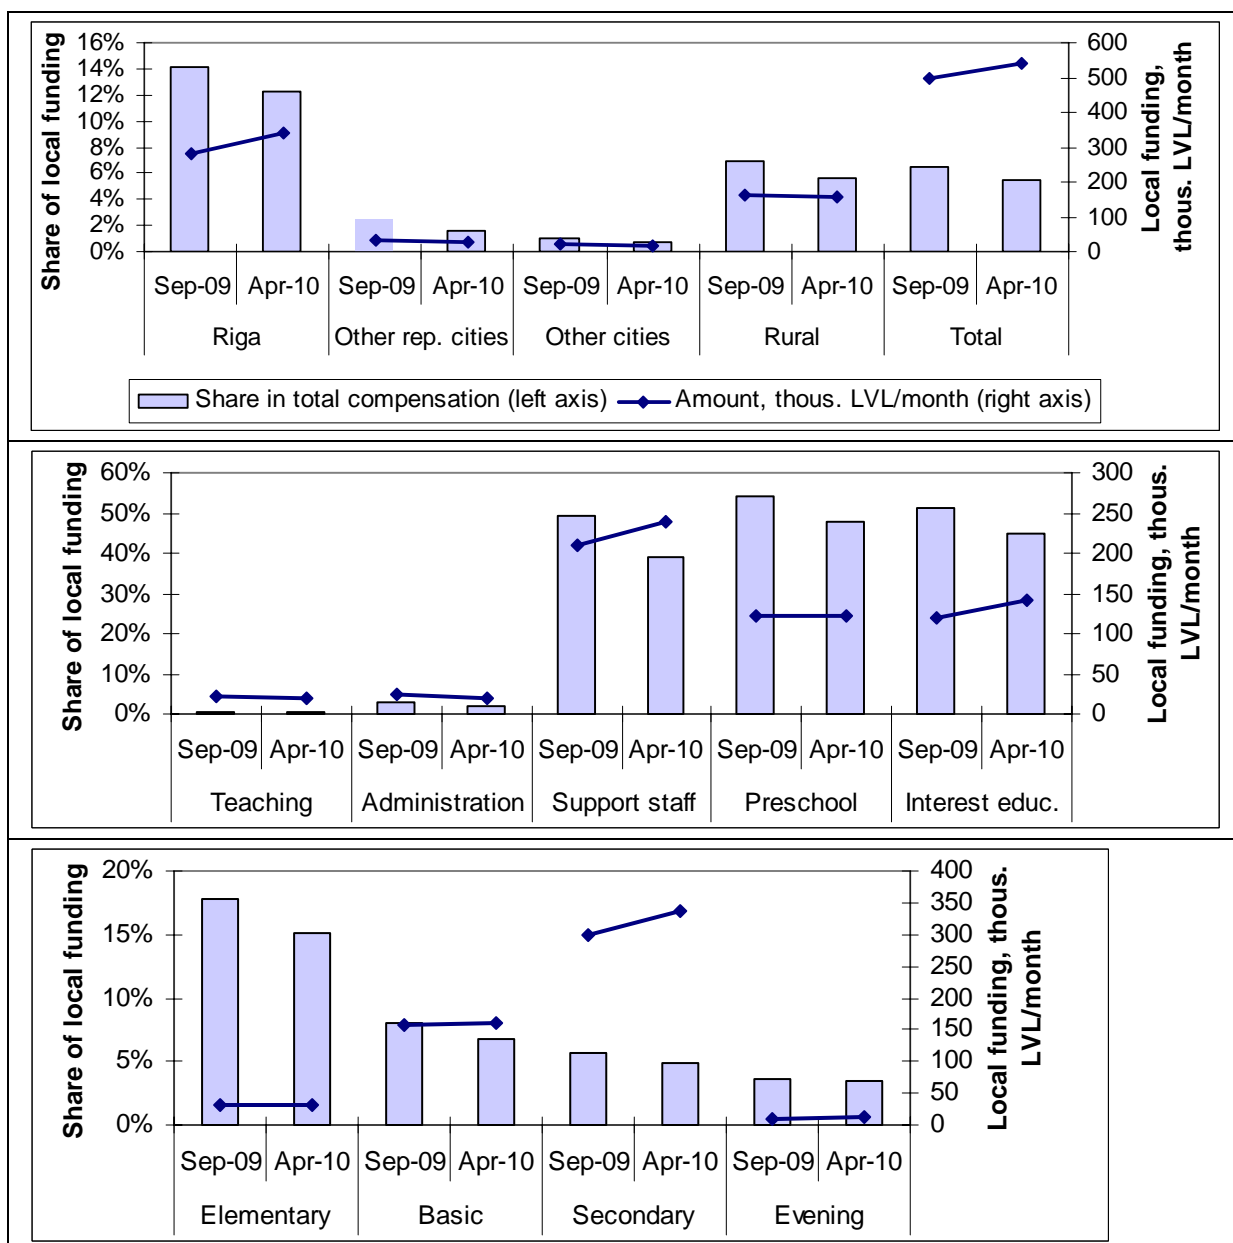 Share of local funding
16%
14%
12%
10%
8%
6%
4%
2%
0%
600
500
400
300
200
100
0
Local funding,
thous. LVL/month
Sep-09 Apr-10 Sep-09 Apr-10 Sep-09 Apr-10 Sep-09 Apr-10 Sep-09 Apr-10
Riga Other rep. cities Other cities Rural Total
Share in total compensation (left axis) Amount, thous. LVL/month (right axis)
Share of local funding
60%
50%
40%
30%
20%
10%
0%
300
250
200
150
100
50
0
Local funding, thous.
LVL/month
Sep-09 Apr-10 Sep-09 Apr-10 Sep-09 Apr-10 Sep-09 Apr-10 Sep-09 Apr-10
Teaching Administration Support staff Preschool Interest educ.
Share of local funding
20%
15%
10%
5%
0%
400
350
300
250
200
150
100
50
0
Local funding, thous.
LVL/month
Sep-09 Apr-10 Sep-09 Apr-10 Sep-09 Apr-10 Sep-09 Apr-10
Elementary Basic Secondary Evening